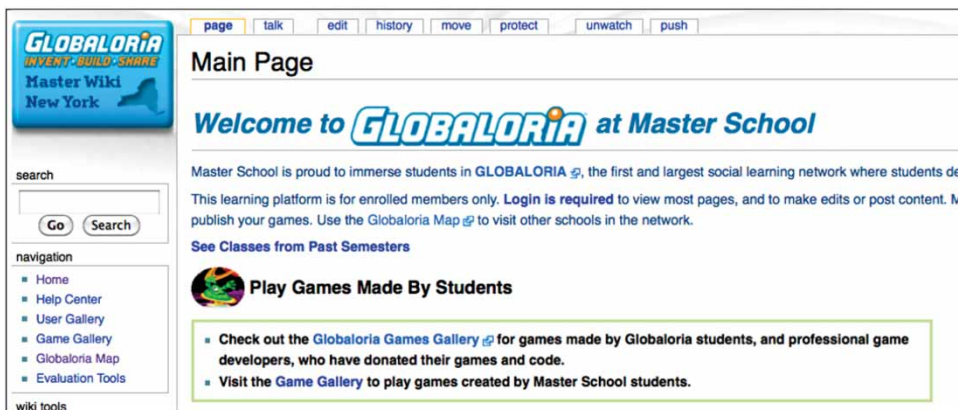 GLOBALORIA
INVENT·BUILD·SHARE
Master Wiki
New York
search
Go Search
navigation
Home
Help Center
User Gallery
Game Gallery
Globaloria Map
Evaluation Tools
wiki tools
page talk edit history move protect unwatch push
Main Page
Welcome to GLOBALORIA at Master School
Master School is proud to immerse students in GLOBALORIA, the first and largest social learning network where students de
This learning platform is for enrolled members only. Login is required to view most pages, and to make edits or post content. M
publish your games. Use the Globaloria Map to visit other schools in the network.
See Classes from Past Semesters
Play Games Made By Students
Check out the Globaloria Games Gallery for games made by Globaloria students, and professional game
developers, who have donated their games and code.
Visit the Game Gallery to play games created by Master School students.